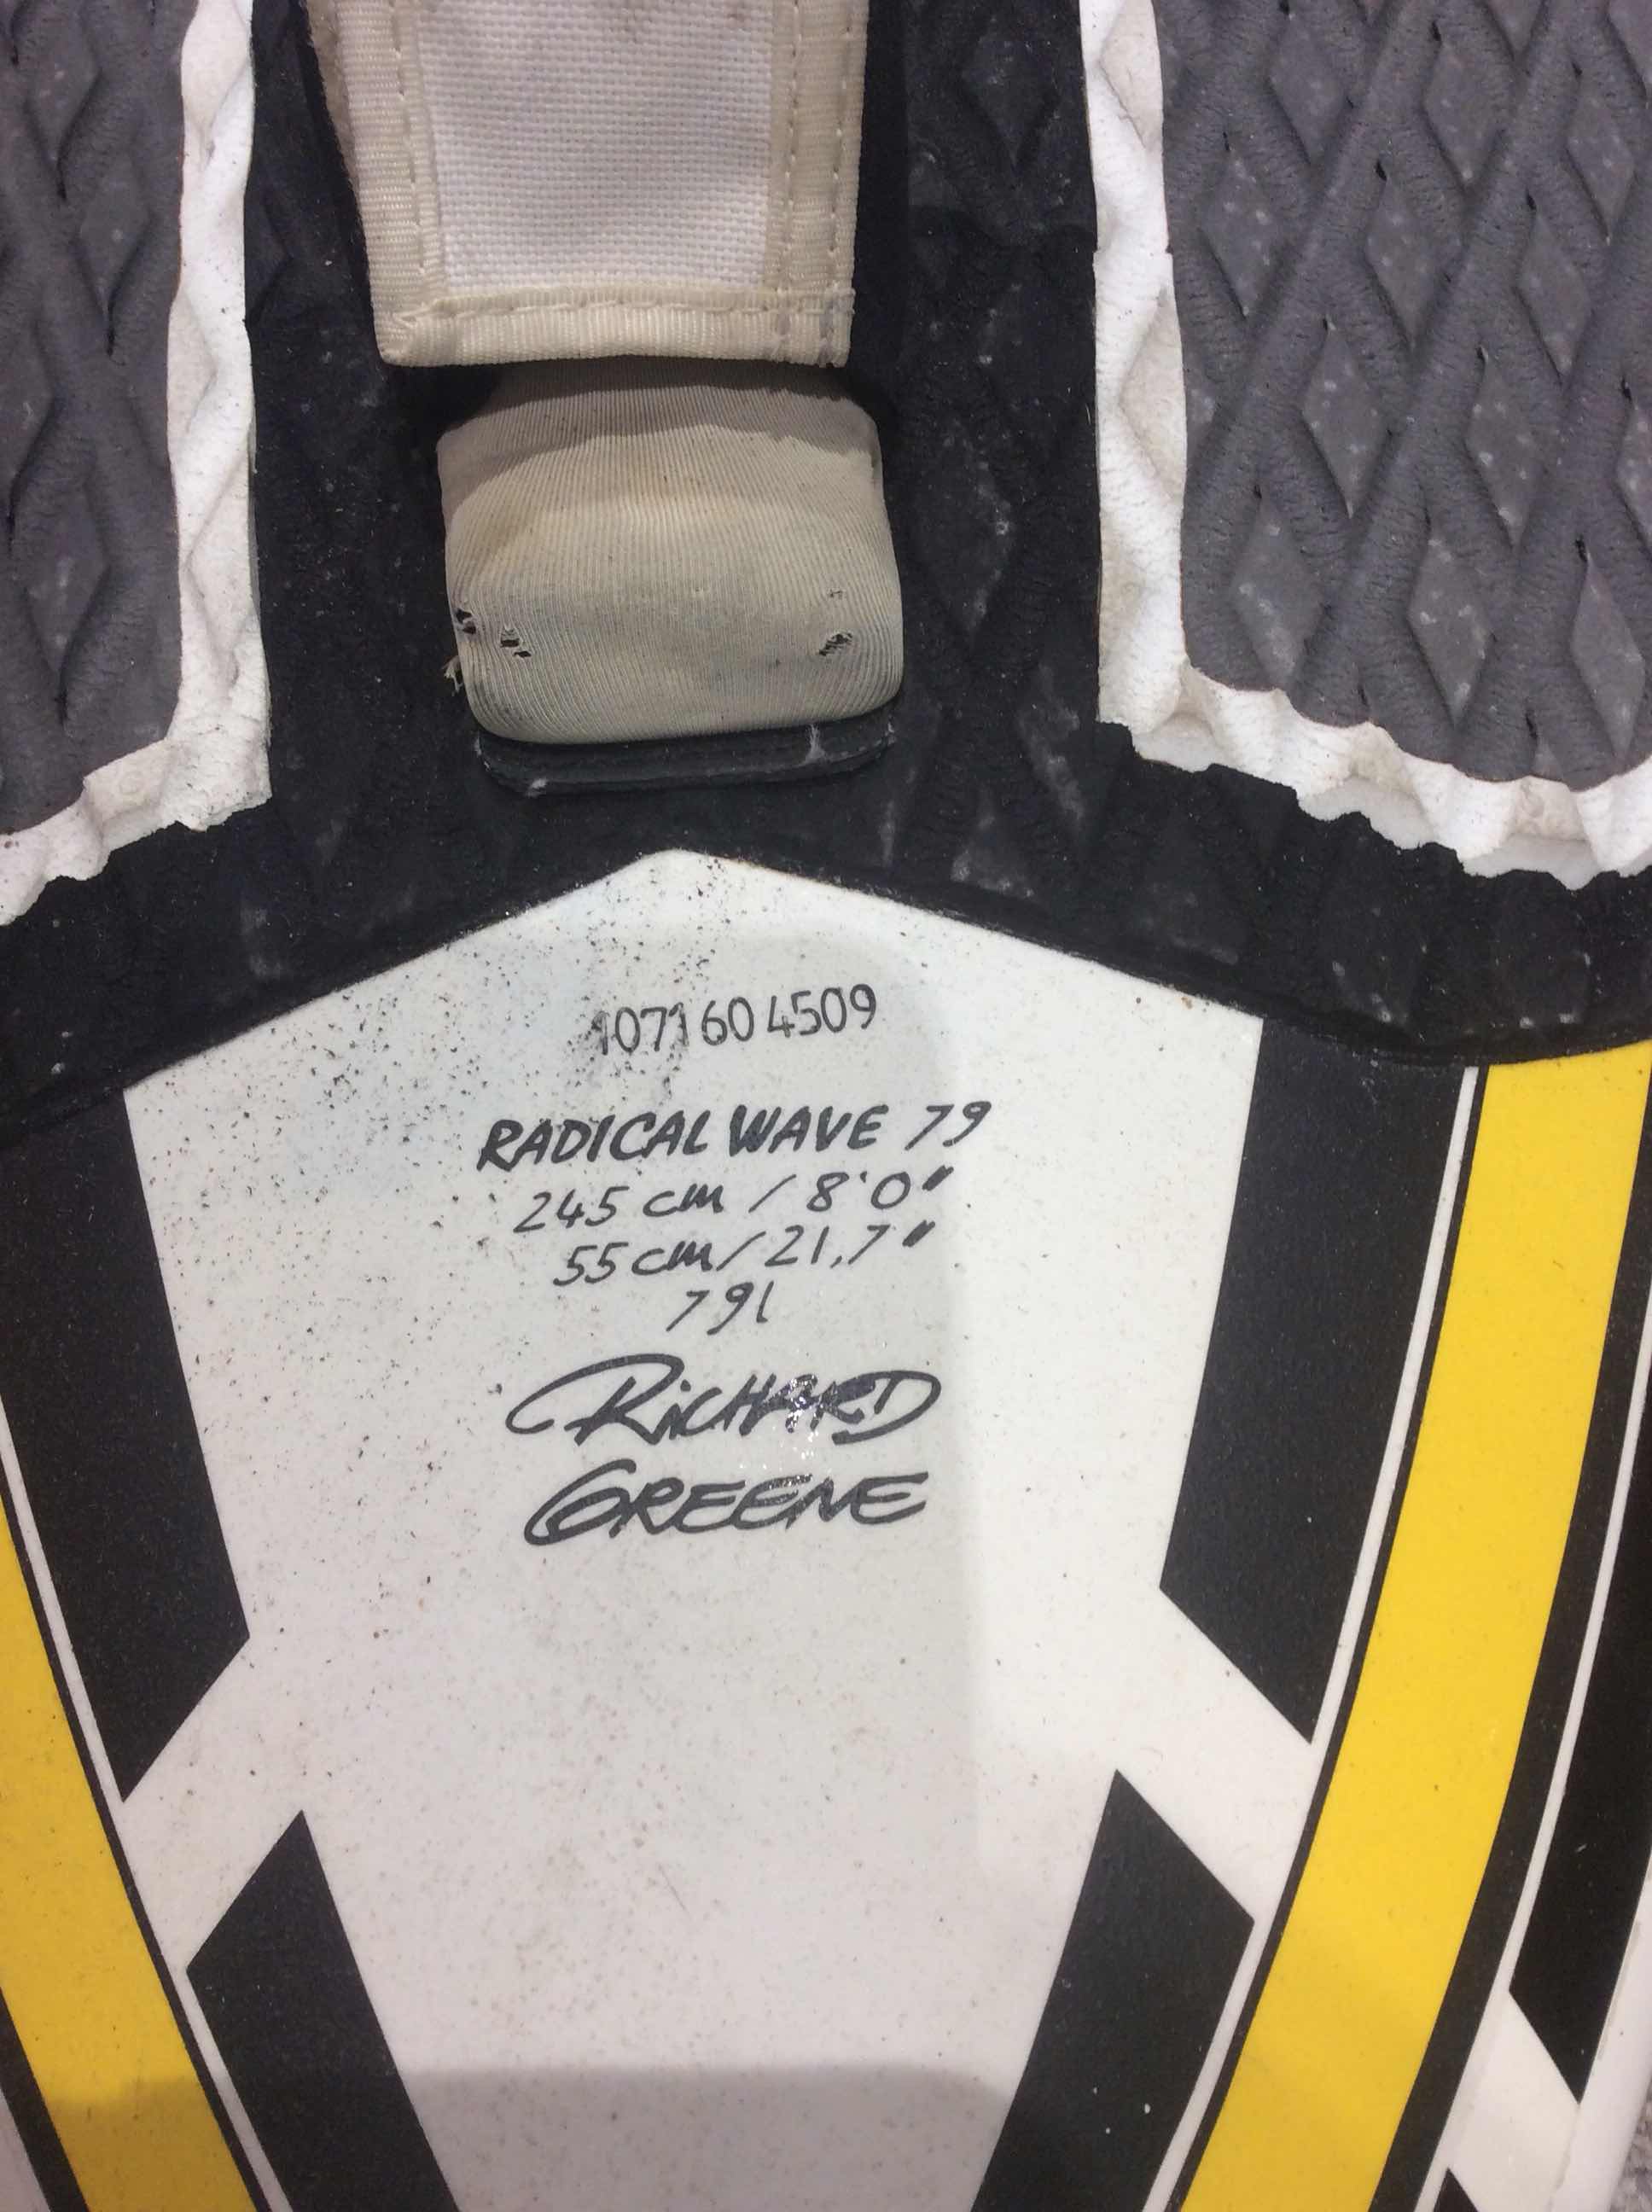 1071604509
RADICAL WAVE 79
245 cm / 8'0"
55 cm / 21,7"
79l
RiCHARD
GREENE